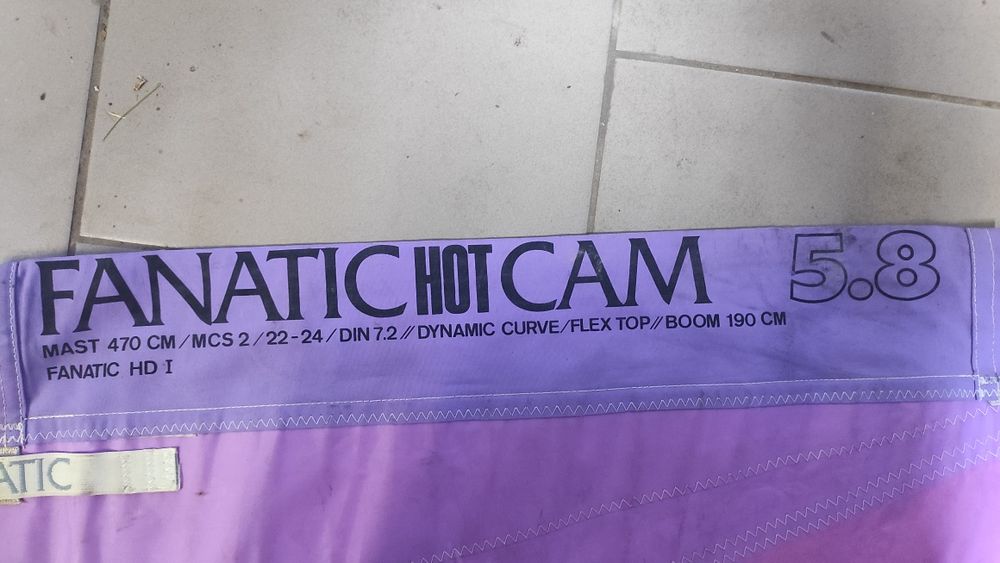 FANATIC HOT CAM 5.8
MAST 470 CM/MCS 2/22-24/DIN 7.2//DYNAMIC CURVE/FLEX TOP//BOOM 190 CM
FANATIC HD I
ATIC